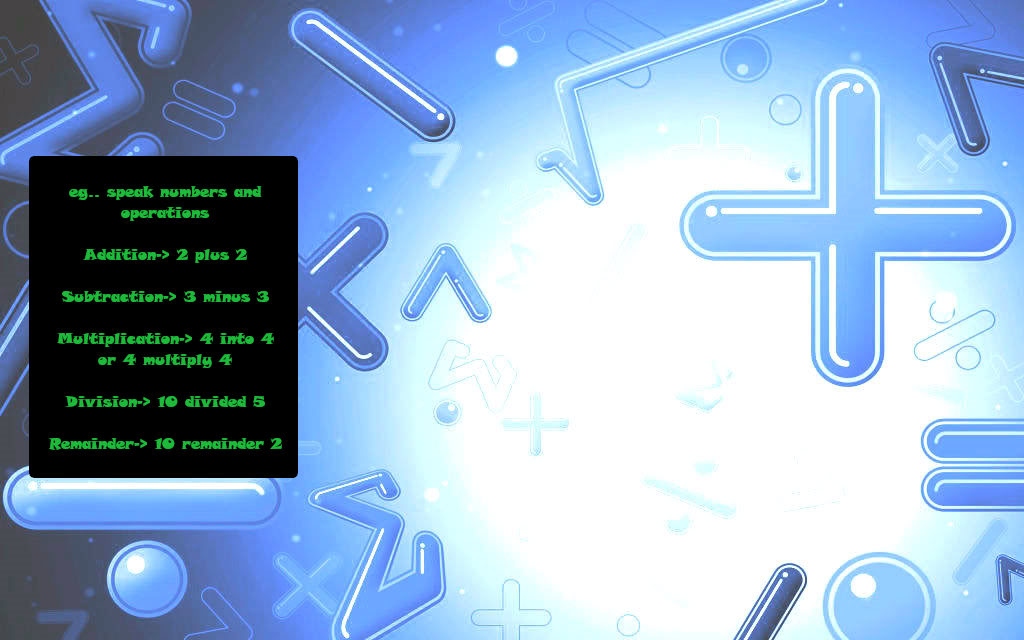 eg.. speak numbers and
operations
Addition-> 2 plus 2
Subtraction-> 3 minus 3
Multiplication-> 4 into 4
or 4 multiply 4
Division-> 10 divided 5
Remainder-> 10 remainder 2